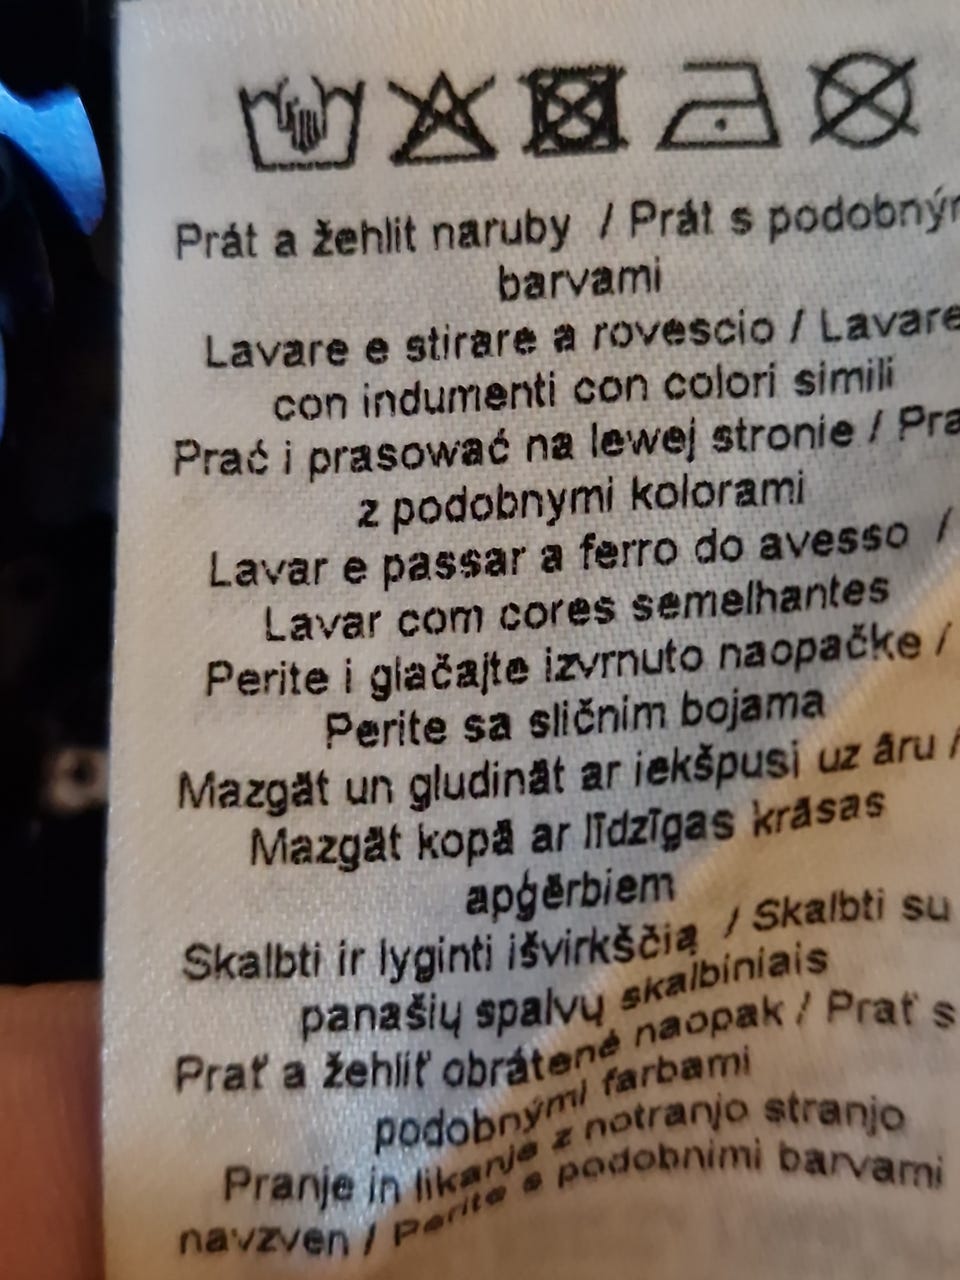 Prát a žehlit naruby / Prát s podobným
barvami
Lavare e stirare a rovescio / Lavare
con indumenti con colori simili
Prać i prasować na lewej stronie / Pra
z podobnymi kolorami
Lavar e passar a ferro do avesso /
Lavar com cores semelhantes
Perite i glačajte izvrnuto naopačke /
Perite sa sličnim bojama
Mazgāt un gludināt ar iekšpusi uz āru /
Mazgāt kopā ar līdzīgas krāsas
apģērbiem
Skalbti ir lyginti išvirkščią / Skalbti su
panašių spalvų skalbiniais
Prať a žehliť obrátené naopak / Prať s
podobnými farbami
Pranje in likanje z notranjo stranjo
navzven / Perite s podobnimi barvami